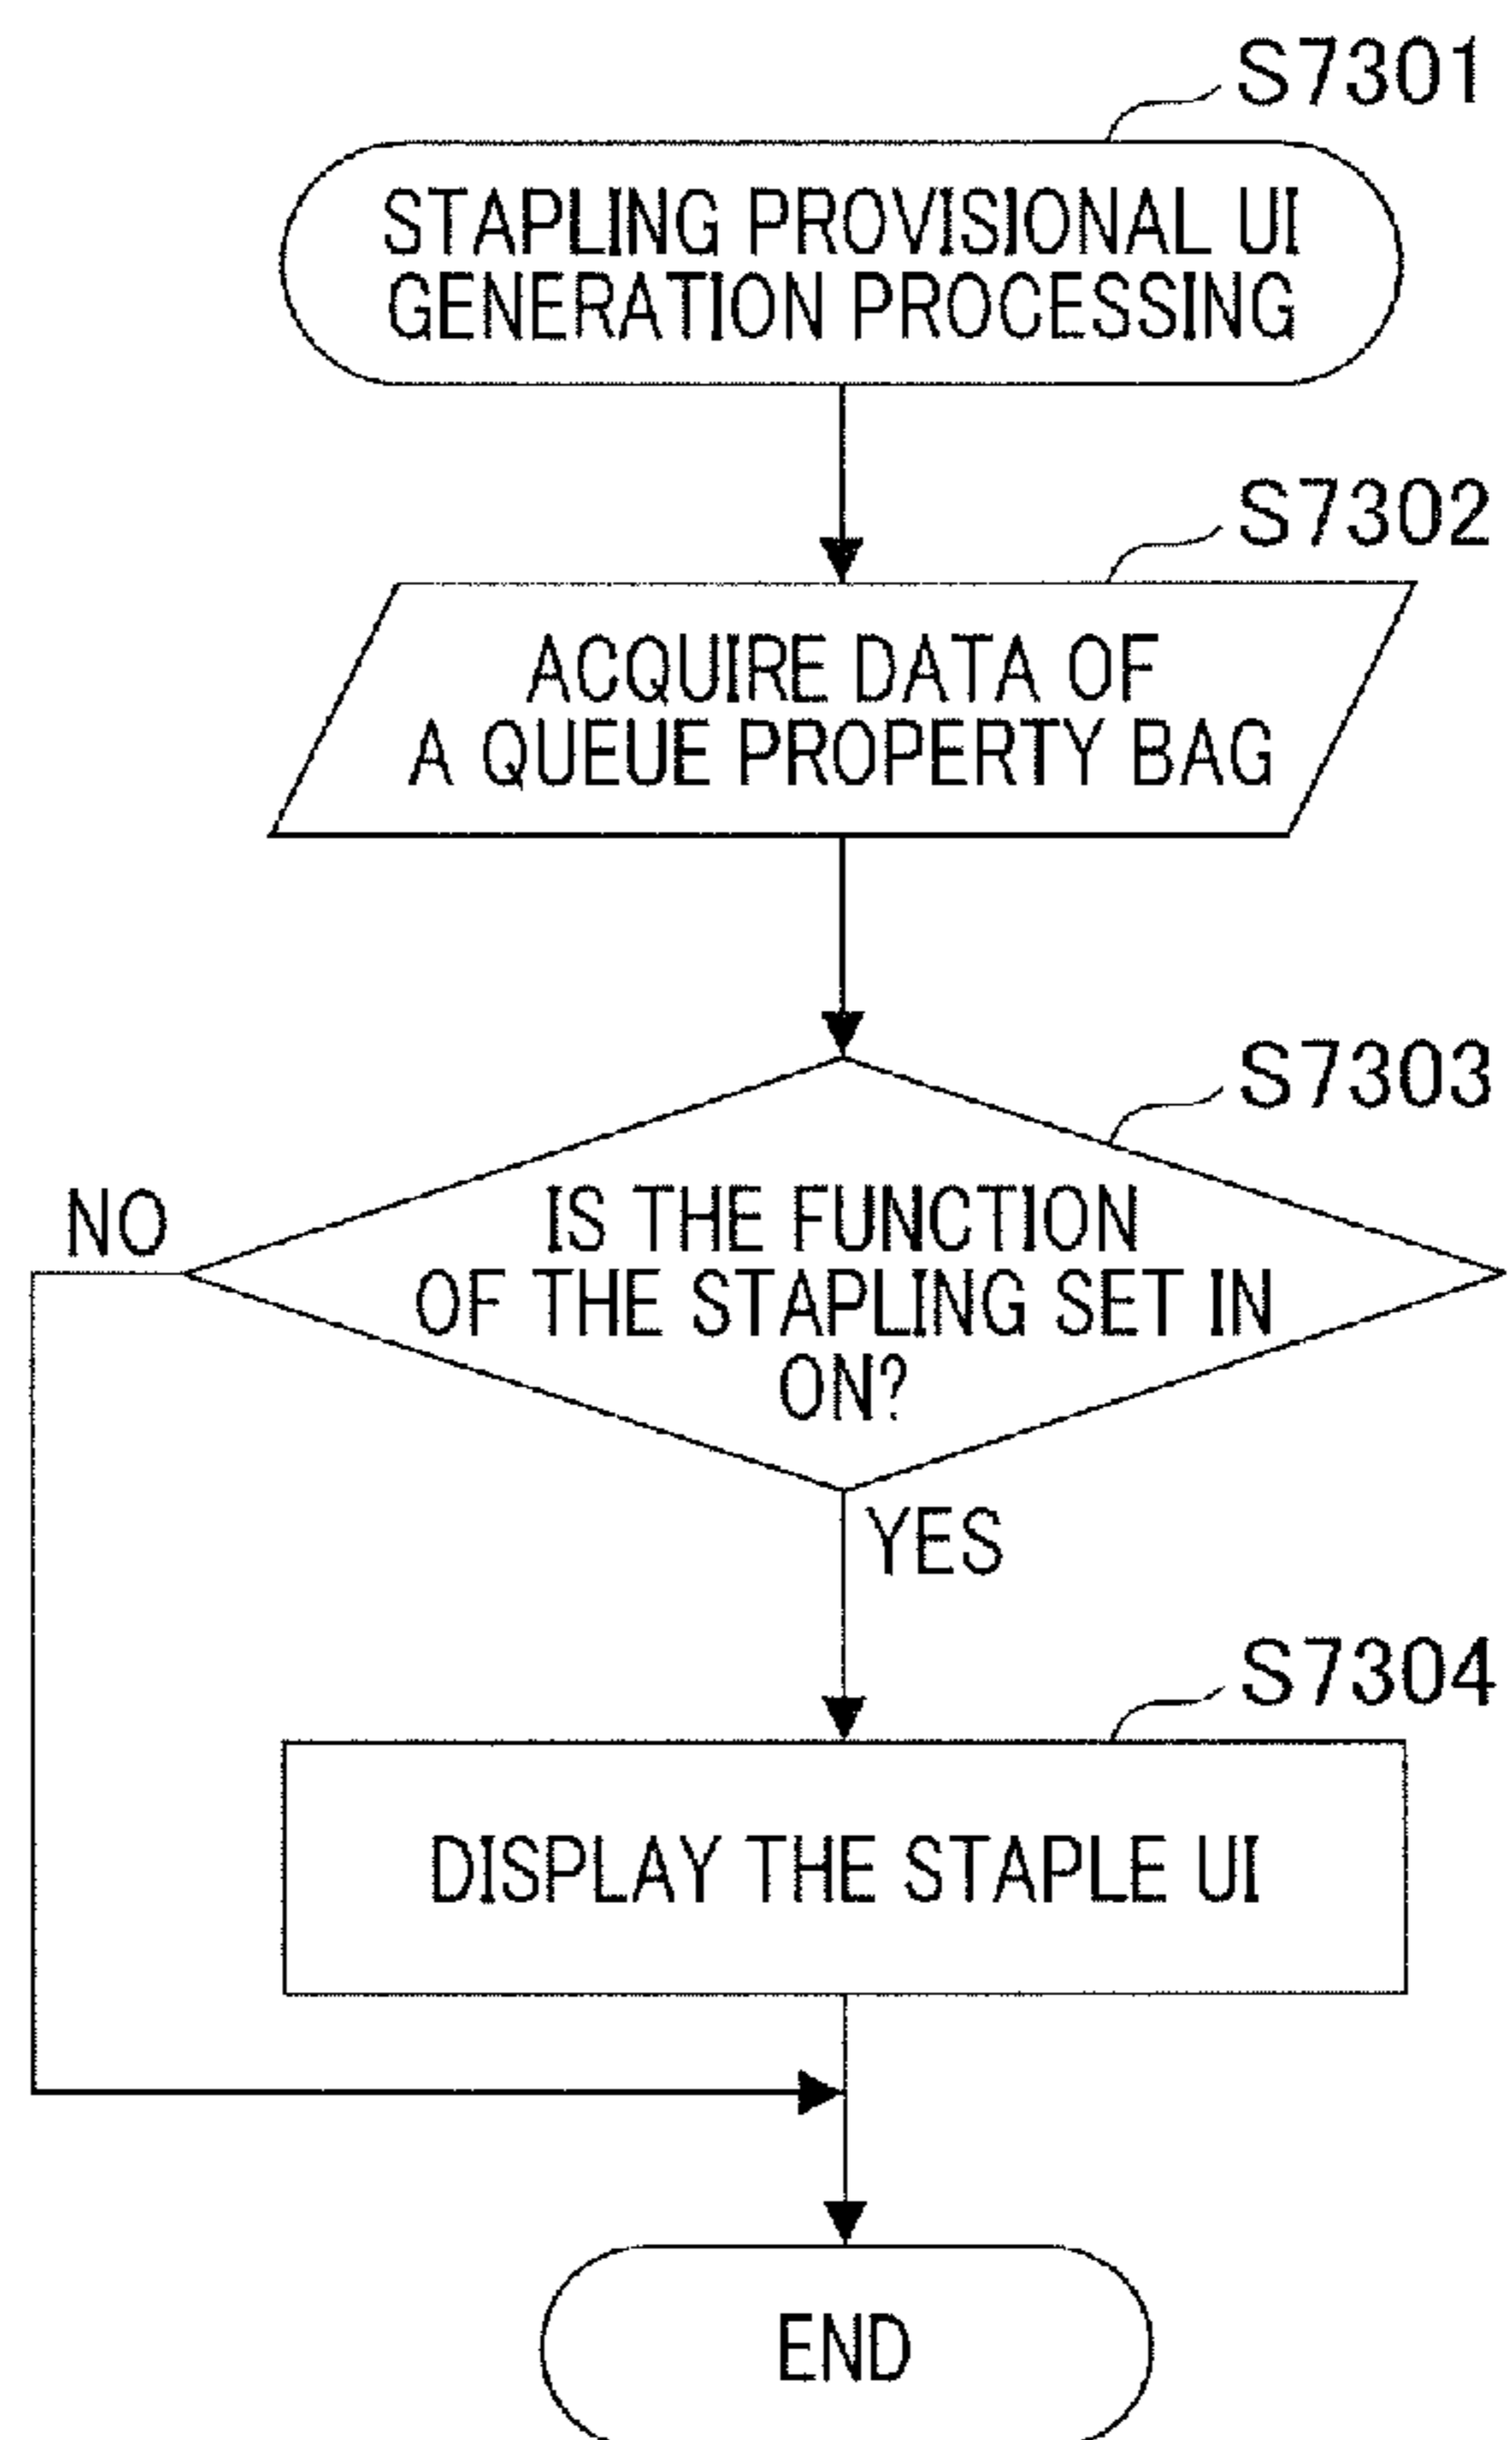 S7301
STAPLING PROVISIONAL UI
GENERATION PROCESSING
S7302
ACQUIRE DATA OF
A QUEUE PROPERTY BAG
S7303
NO
IS THE FUNCTION
OF THE STAPLING SET IN
ON?
YES
S7304
DISPLAY THE STAPLE UI
END